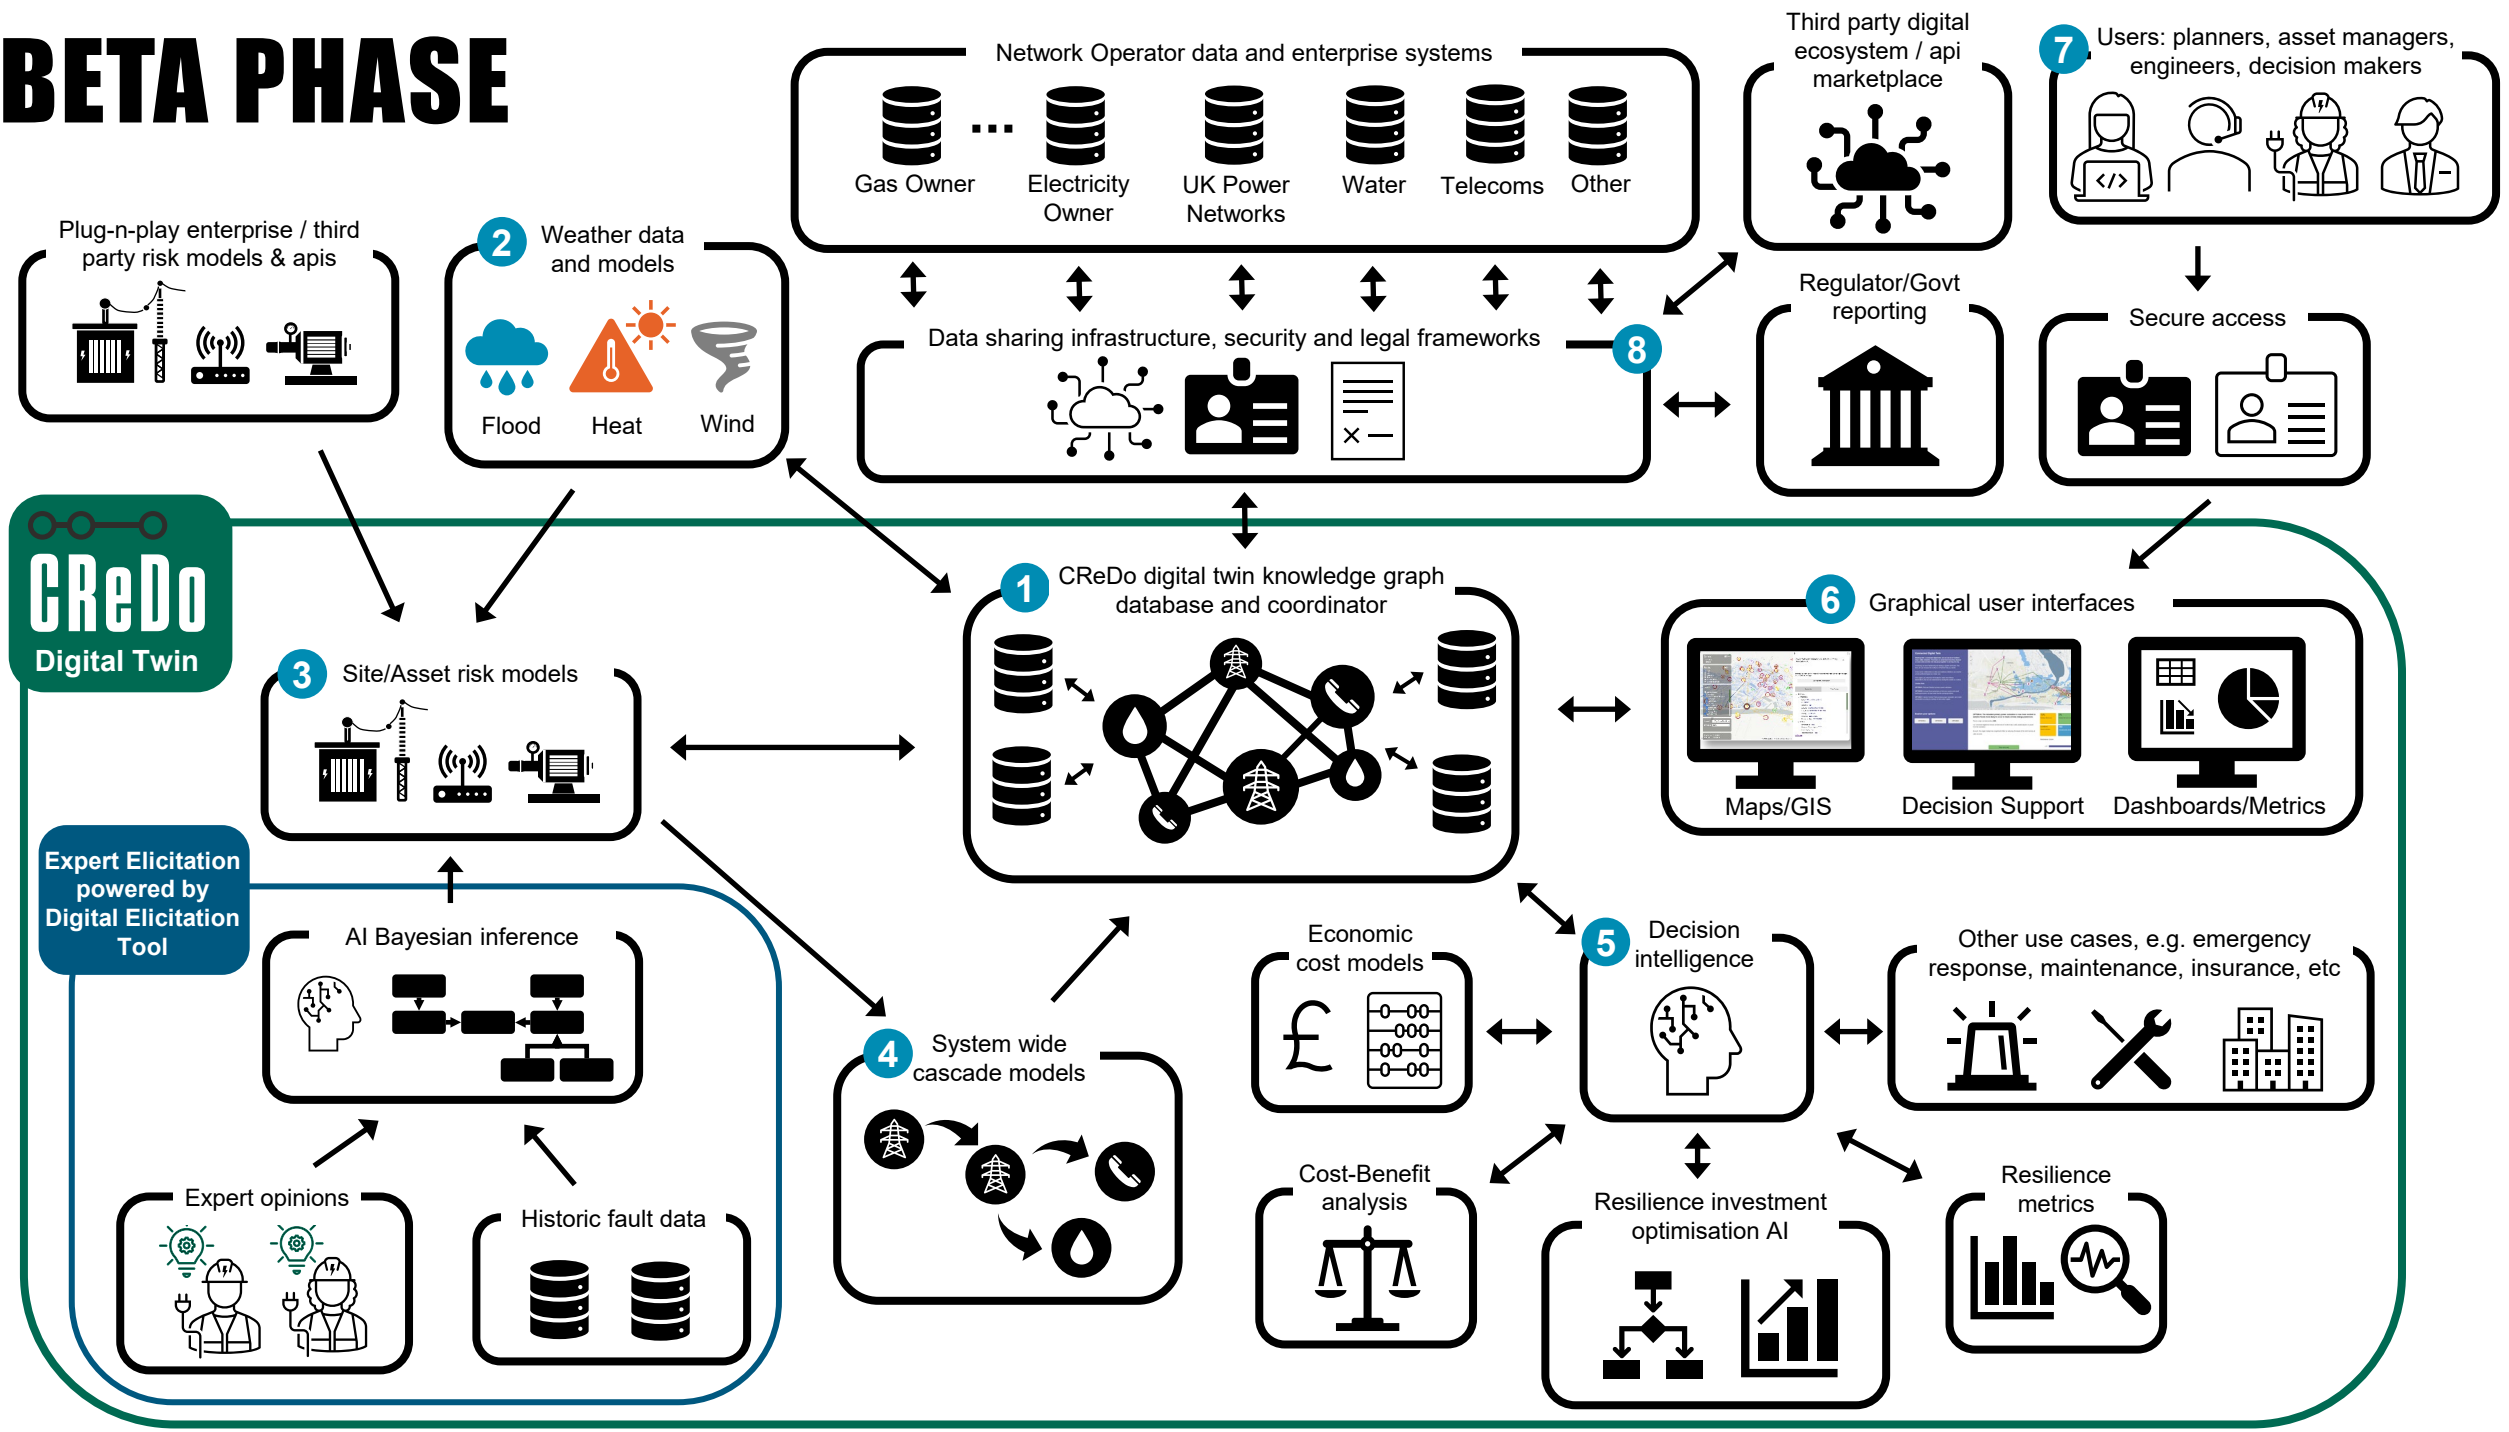 BETA PHASE
Network Operator data and enterprise systems
Gas Owner
...
Electricity
Owner
UK Power
Networks
Water
Telecoms
Other
Third party digital
ecosystem / api
marketplace
7
Users: planners, asset managers,
engineers, decision makers
Plug-n-play enterprise / third
party risk models & apis
2
Weather data
and models
Flood
Heat
Wind
Data sharing infrastructure, security and legal frameworks
8
Regulator/Govt
reporting
Secure access
CReDo
Digital Twin
1
CReDo digital twin knowledge graph
database and coordinator
6
Graphical user interfaces
Maps/GIS
Decision Support
Dashboards/Metrics
3
Site/Asset risk models
Expert Elicitation
powered by
Digital Elicitation
Tool
AI Bayesian inference
Expert opinions
Historic fault data
4
System wide
cascade models
Economic
cost models
£
5
Decision
intelligence
Other use cases, e.g. emergency
response, maintenance, insurance, etc
Cost-Benefit
analysis
Resilience investment
optimisation AI
Resilience
metrics